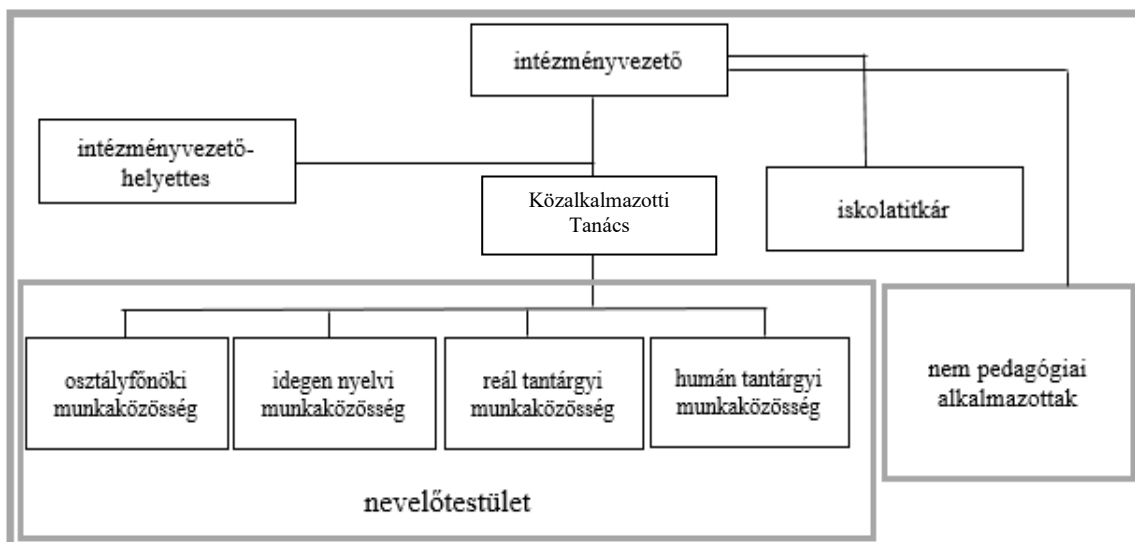 intézményvezető
intézményvezető-
helyettes
Közalkalmazotti
Tanács
iskolatitkár
osztályfőnöki
munkaközösség
idegen nyelvi
munkaközösség
reál tantárgyi
munkaközösség
humán tantárgyi
munkaközösség
nem pedagógiai
alkalmazottak
nevelőtestület